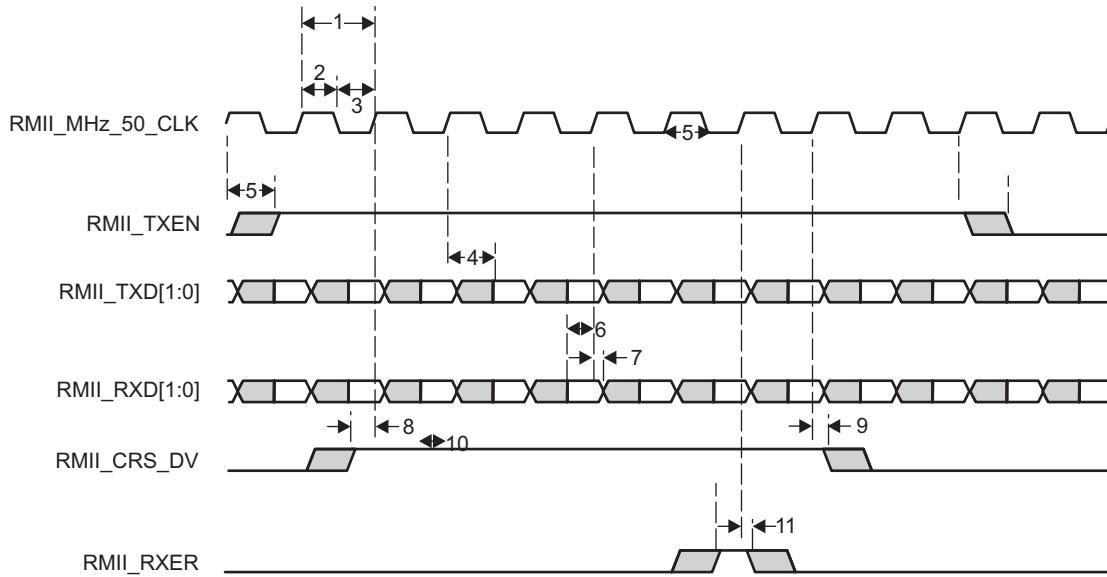 1
2
3
RMII_MHz_50_CLK
5
5
RMII_TXEN
4
RMII_TXD[1:0]
6
7
RMII_RXD[1:0]
8
9
10
RMII_CRS_DV
11
RMII_RXER